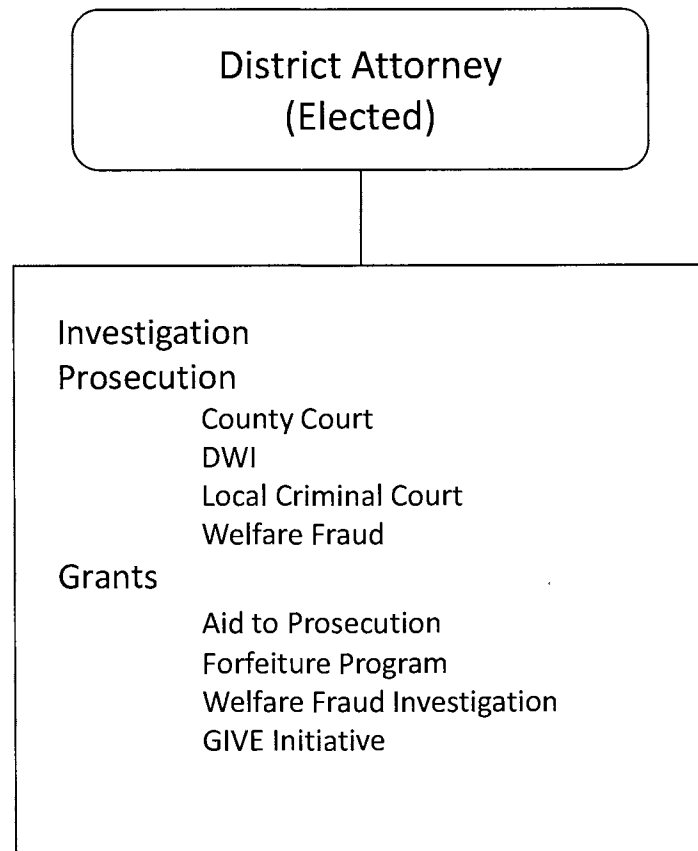 District Attorney
(Elected)
Investigation
Prosecution
County Court
DWI
Local Criminal Court
Welfare Fraud
Grants
Aid to Prosecution
Forfeiture Program
Welfare Fraud Investigation
GIVE Initiative